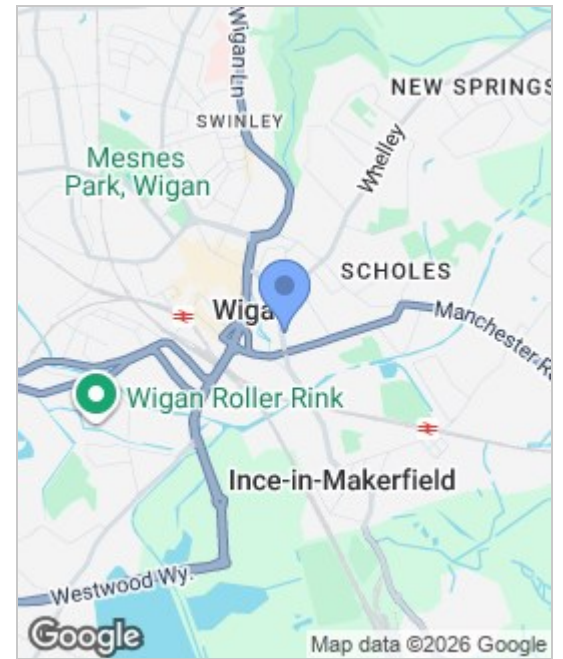 Wigan Ln
NEW SPRINGS
SWINLEY
Whelley
Mesnes
Park, Wigan
SCHOLES
Wiga
Manchester R
Wigan Roller Rink
Ince-in-Makerfield
Westwood Wy.
Google
Map data ©2026 Google